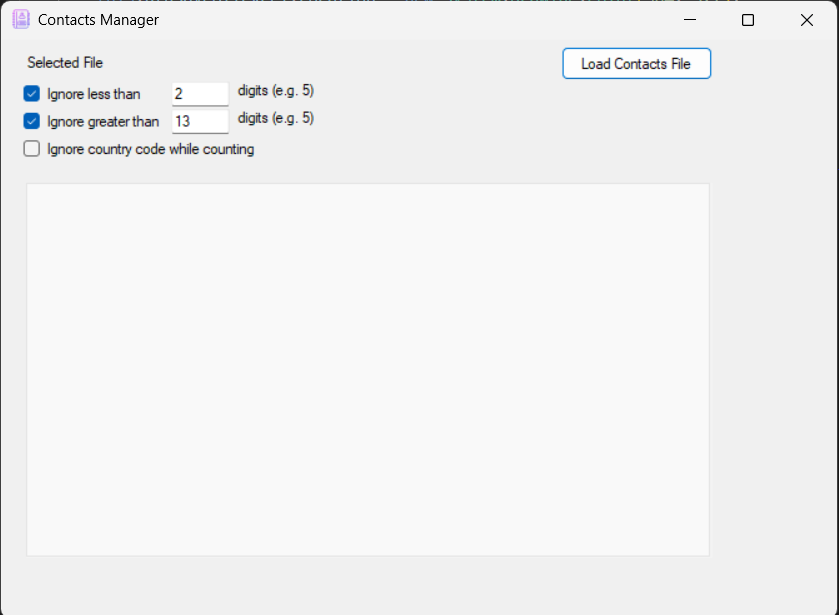 Contacts Manager
Selected File
Load Contacts File
Ignore less than 2 digits (e.g. 5)
Ignore greater than 13 digits (e.g. 5)
Ignore country code while counting